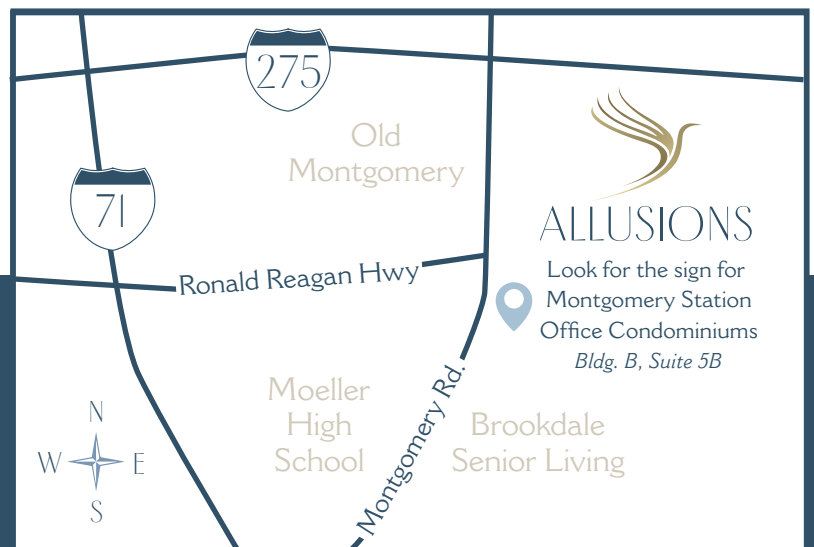 275
Old
Montgomery
71
ALLUSIONS
Ronald Reagan Hwy
Look for the sign for
Montgomery Station
Office Condominiums
Bldg. B, Suite 5B
Montgomery Rd.
Moeller
High
School
Brookdale
Senior Living
N
W
E
S